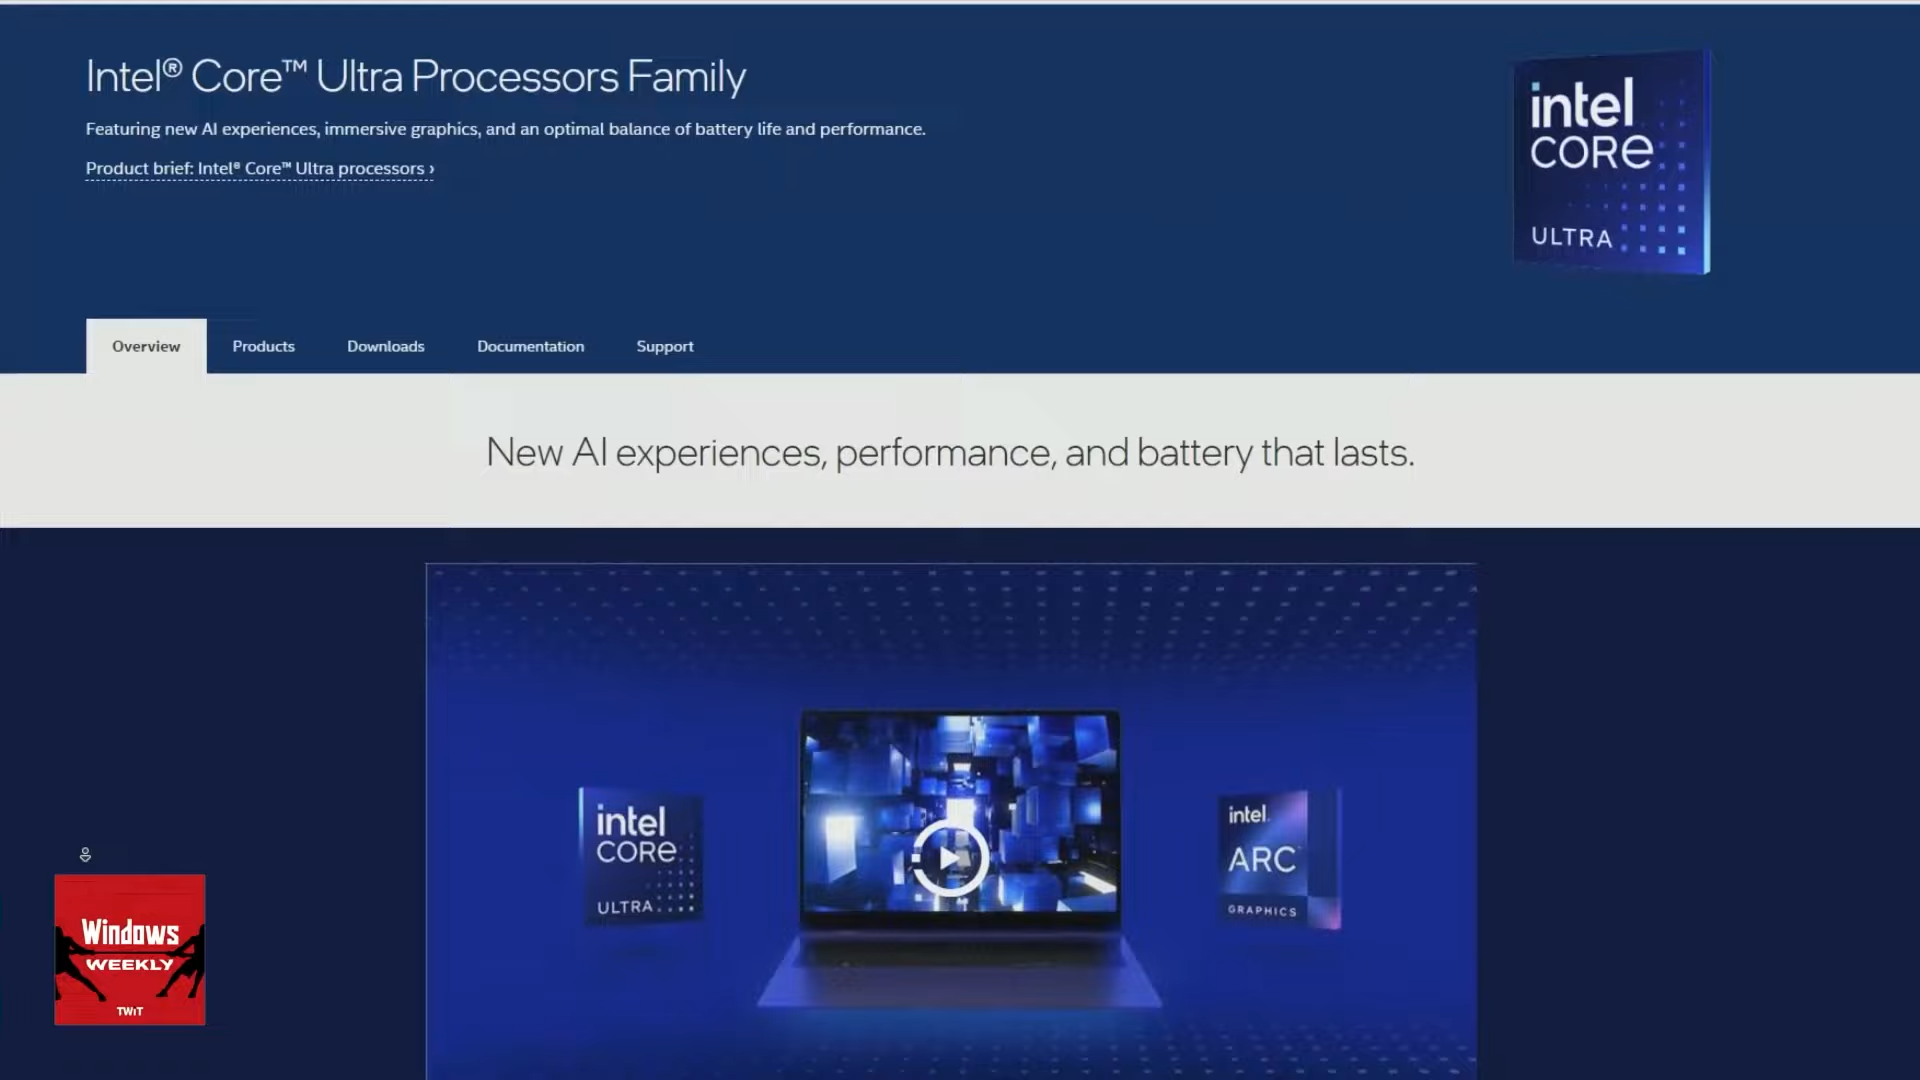 Intel® Core™ Ultra Processors Family
Featuring new AI experiences, immersive graphics, and an optimal balance of battery life and performance.
Product brief: Intel® Core™ Ultra processors ›
intel
CORE
ULTRA
Overview
Products
Downloads
Documentation
Support
New AI experiences, performance, and battery that lasts.
intel
CORE
ULTRA
intel.
ARC
GRAPHICS
Windows
WEEKLY
TWiT